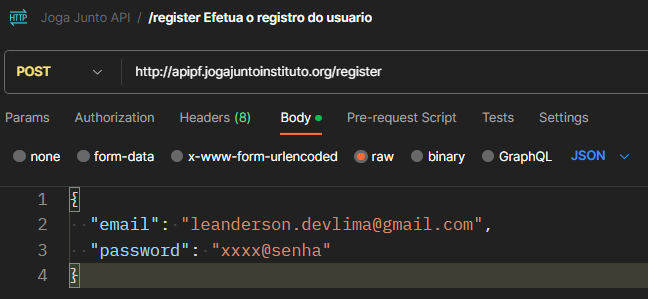 HTTP Joga Junto API / /register Efetua o registro do usuario
POST http://apipf.jogajuntoinstituto.org/register
Params Authorization Headers (8) Body Pre-request Script Tests Settings
none form-data x-www-form-urlencoded raw binary GraphQL JSON
1 {
2 "email": "leanderson.devlima@gmail.com",
3 "password": "xxxx@senha"
4 }